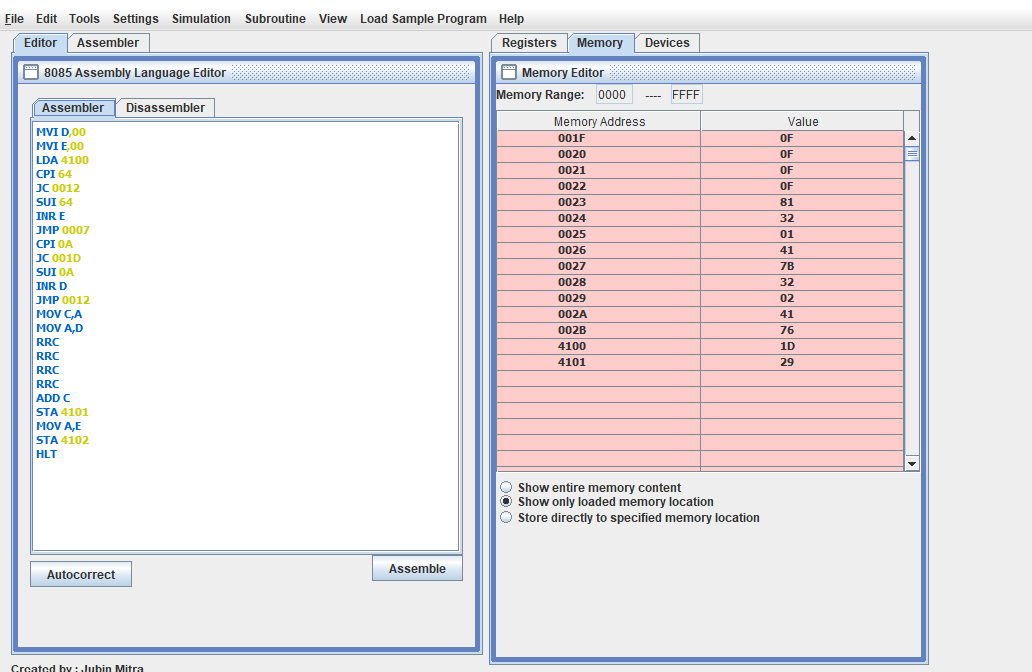 File Edit Tools Settings Simulation Subroutine View Load Sample Program Help
Editor Assembler
8085 Assembly Language Editor
Assembler Disassembler
MVI D,00
MVI E,00
LDA 4100
CPI 64
JC 0012
SUI 64
INR E
JMP 0007
CPI 0A
JC 001D
SUI 0A
INR D
JMP 0012
MOV C,A
MOV A,D
RRC
RRC
RRC
RRC
ADD C
STA 4101
MOV A,E
STA 4102
HLT
Autocorrect
Assemble
Registers Memory Devices
Memory Editor
Memory Range: 0000 ---- FFFF
Memory Address Value
001F 0F
0020 0F
0021 0F
0022 0F
0023 81
0024 32
0025 01
0026 41
0027 7B
0028 32
0029 02
002A 41
002B 76
4100 1D
4101 29
Show entire memory content
Show only loaded memory location
Store directly to specified memory location
Created by : Jubin Mitra